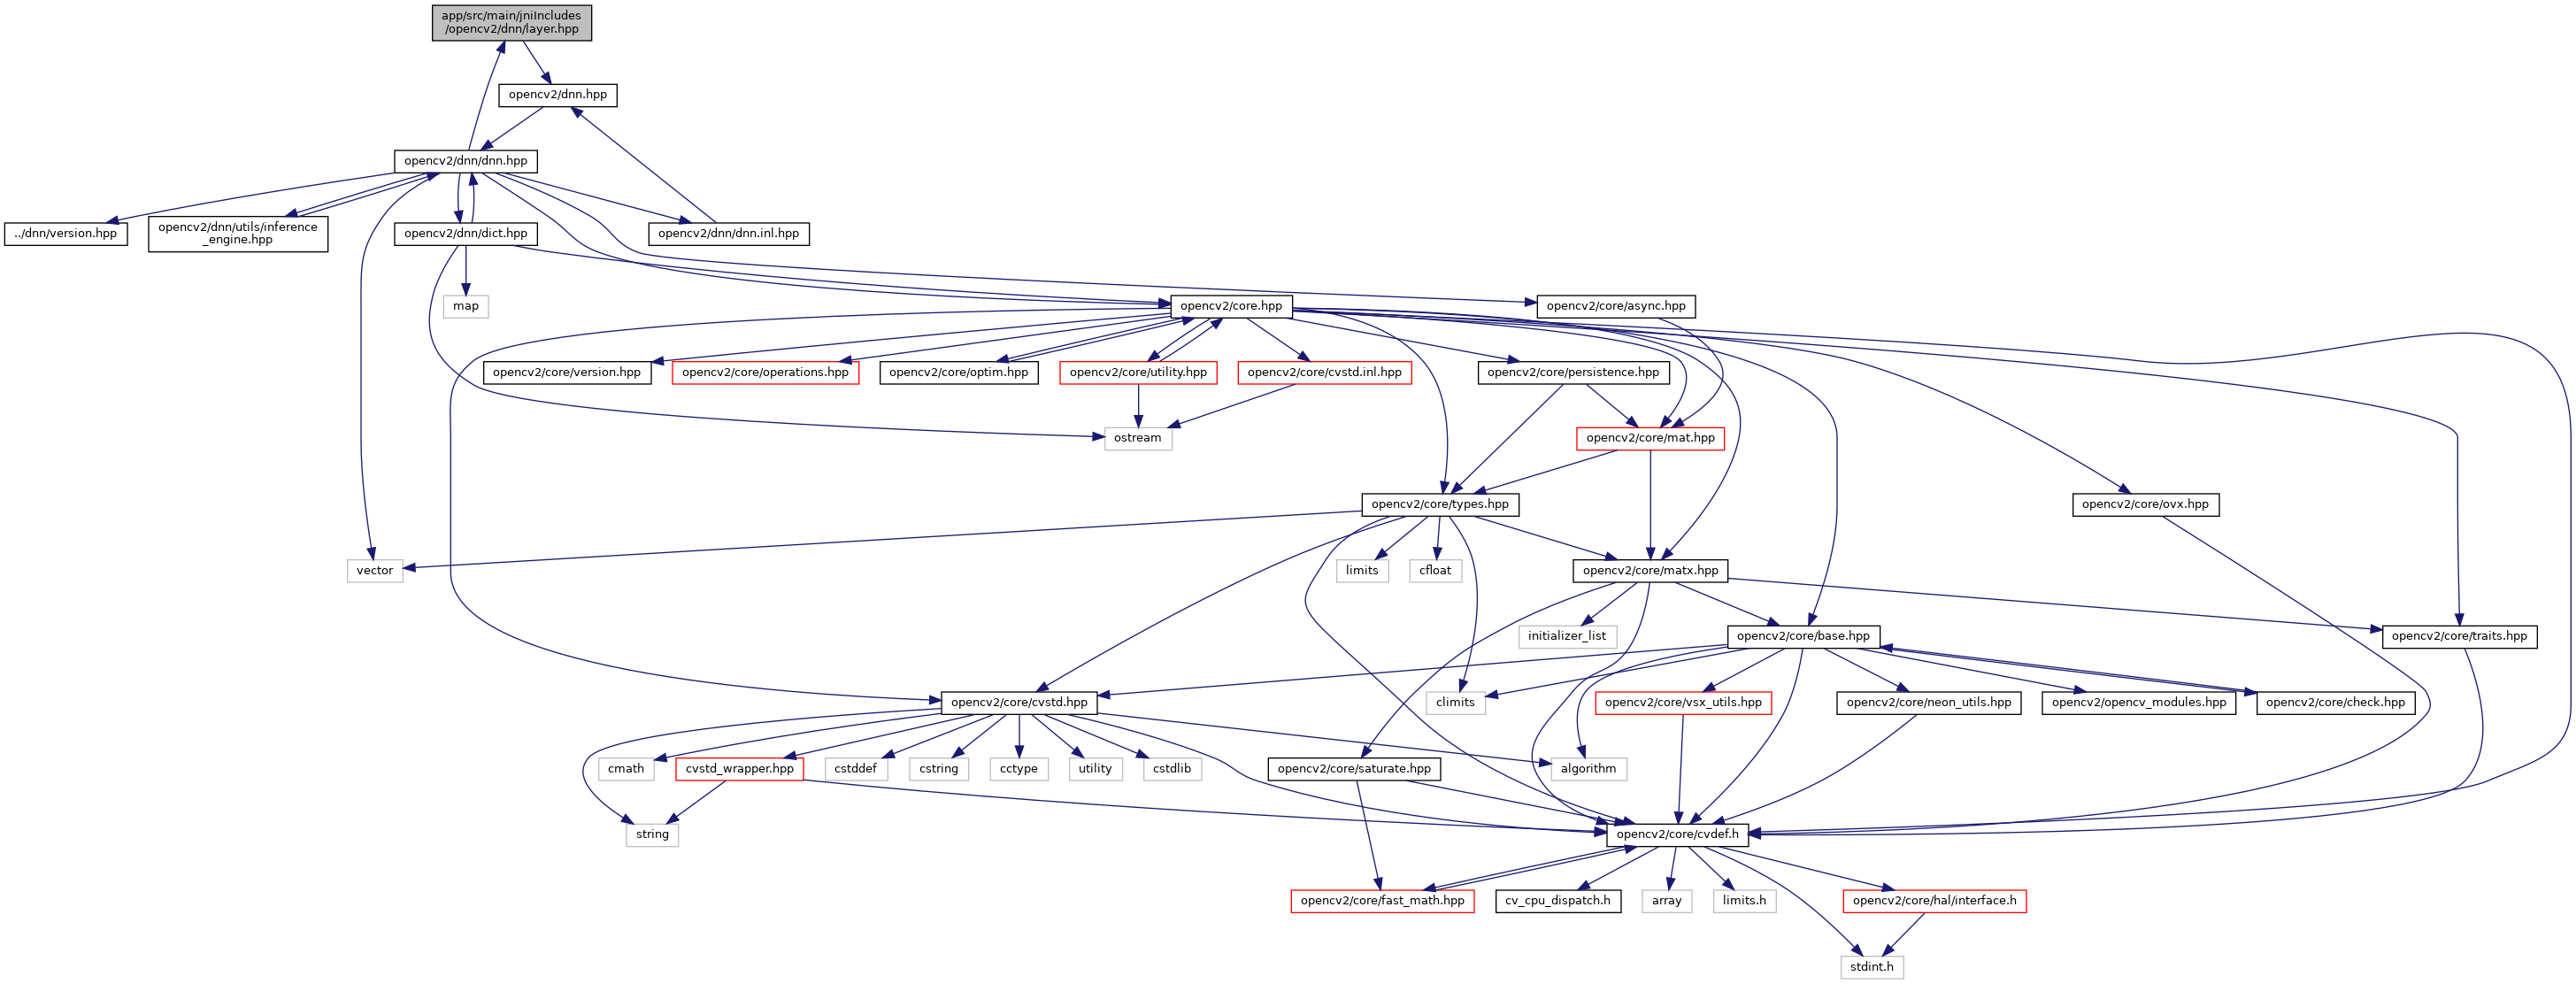 app/src/main/jniIncludes
/opencv2/dnn/layer.hpp
opencv2/dnn.hpp
opencv2/dnn/dnn.hpp
../dnn/version.hpp
opencv2/dnn/utils/inference
_engine.hpp
opencv2/dnn/dict.hpp
opencv2/dnn/dnn.inl.hpp
map
opencv2/core.hpp
opencv2/core/async.hpp
opencv2/core/version.hpp
opencv2/core/operations.hpp
opencv2/core/optim.hpp
opencv2/core/utility.hpp
opencv2/core/cvstd.inl.hpp
opencv2/core/persistence.hpp
ostream
opencv2/core/mat.hpp
opencv2/core/types.hpp
opencv2/core/ovx.hpp
vector
limits
cfloat
opencv2/core/matx.hpp
initializer_list
opencv2/core/base.hpp
opencv2/core/traits.hpp
opencv2/core/cvstd.hpp
climits
opencv2/core/vsx_utils.hpp
opencv2/core/neon_utils.hpp
opencv2/opencv_modules.hpp
opencv2/core/check.hpp
cmath
cvstd_wrapper.hpp
cstddef
cstring
cctype
utility
cstdlib
opencv2/core/saturate.hpp
algorithm
string
opencv2/core/cvdef.h
opencv2/core/fast_math.hpp
cv_cpu_dispatch.h
array
limits.h
opencv2/core/hal/interface.h
stdint.h